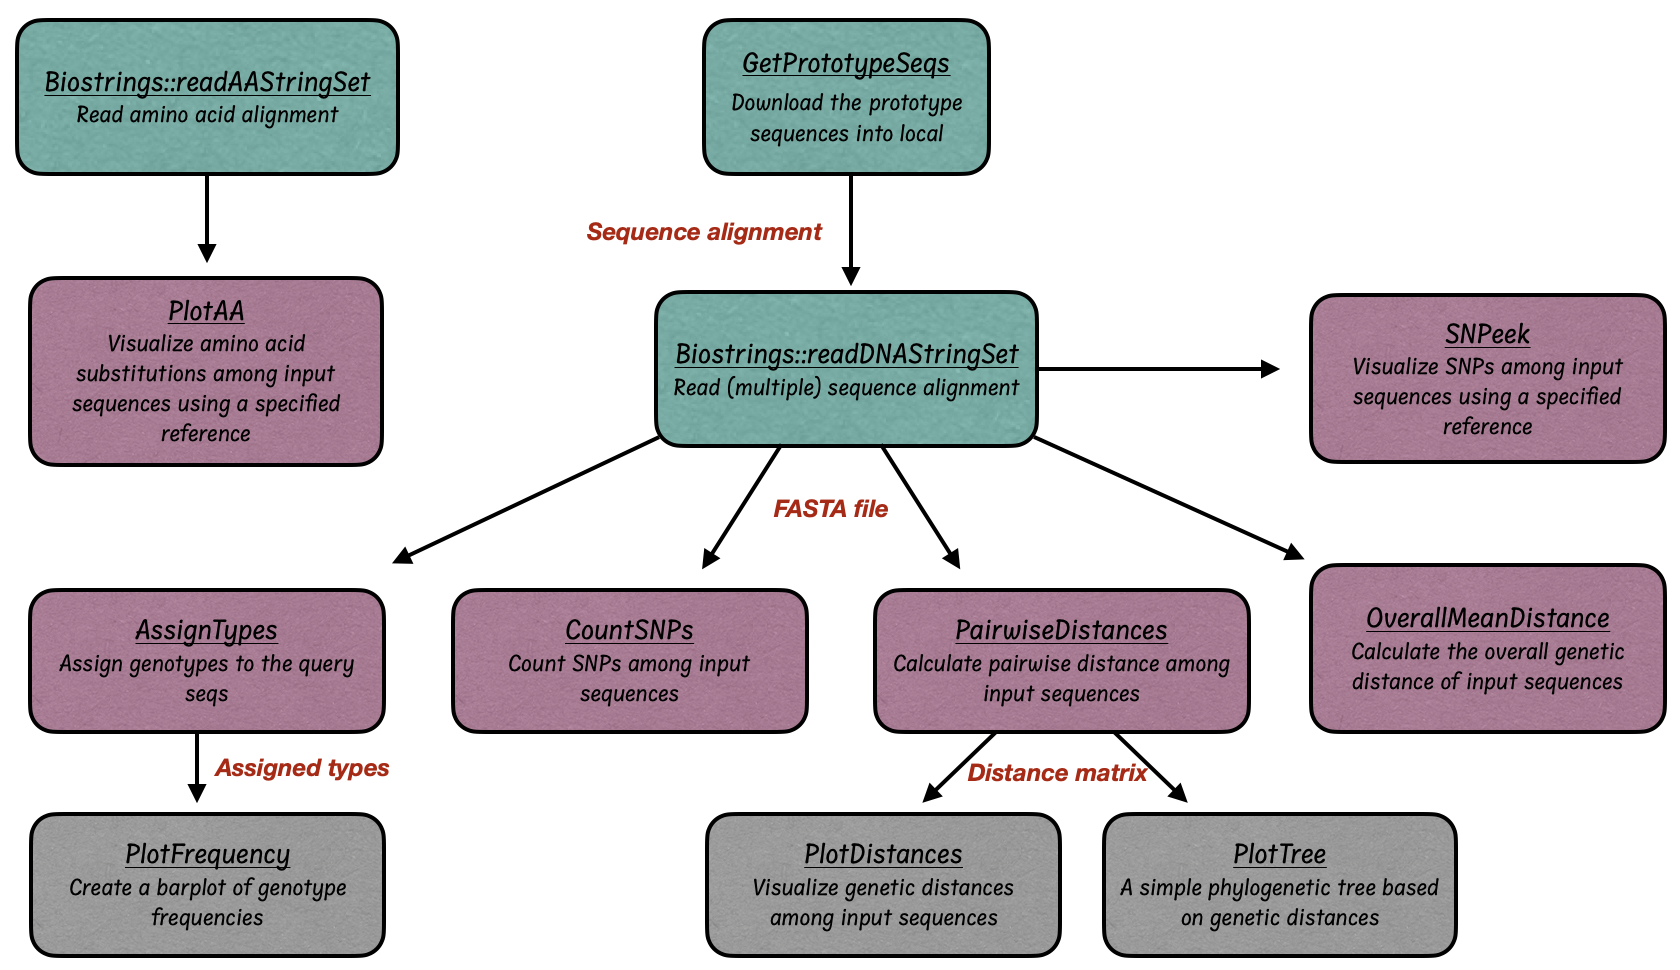 Biostrings::readAAStringSet
Read amino acid alignment
GetPrototypeSeqs
Download the prototype
sequences into local
Sequence alignment
PlotAA
Visualize amino acid
substitutions among input
sequences using a specified
reference
Biostrings::readDNAStringSet
Read (multiple) sequence alignment
SNPeek
Visualize SNPs among input
sequences using a specified
reference
FASTA file
AssignTypes
Assign genotypes to the query
seqs
CountSNPs
Count SNPs among input
sequences
PairwiseDistances
Calculate pairwise distance among
input sequences
OverallMeanDistance
Calculate the overall genetic
distance of input sequences
Assigned types
Distance matrix
PlotFrequency
Create a barplot of genotype
frequencies
PlotDistances
Visualize genetic distances
among input sequences
PlotTree
A simple phylogenetic tree based
on genetic distances